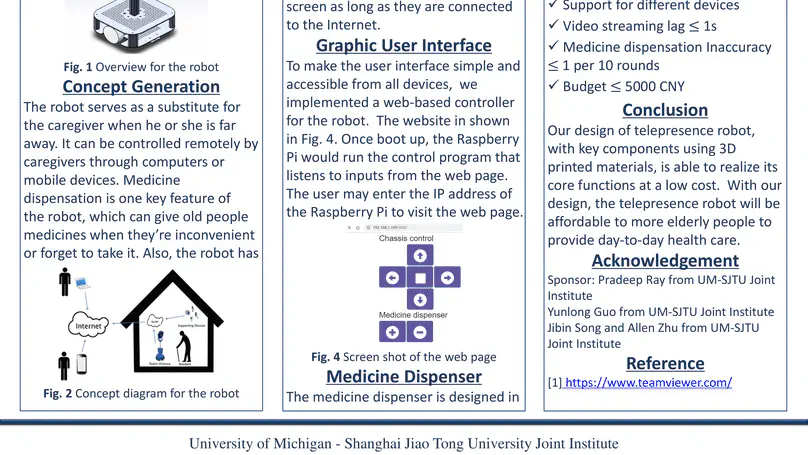 Fig. 1 Overview for the robot
Concept Generation
The robot serves as a substitute for
the caregiver when he or she is far
away. It can be controlled remotely by
caregivers through computers or
mobile devices. Medicine
dispensation is one key feature of
the robot, which can give old people
medicines when they're inconvenient
or forget to take it. Also, the robot has
Internet
Supporting Devices
Fig. 2 Concept diagram for the robot
screen as long as they are connected
to the Internet.
Graphic User Interface
To make the user interface simple and
accessible from all devices, we
implemented a web-based controller
for the robot. The website in shown
in Fig. 4. Once boot up, the Raspberry
Pi would run the control program that
listens to inputs from the web page.
The user may enter the IP address of
the Raspberry Pi to visit the web page.
Chassis control
Medicine dispenser
Fig. 4 Screen shot of the web page
Medicine Dispenser
The medicine dispenser is designed in
✓ Support for different devices
✓ Video streaming lag ≤ 1s
✓ Medicine dispensation Inaccuracy
≤ 1 per 10 rounds
✓ Budget ≤ 5000 CNY
Conclusion
Our design of telepresence robot,
with key components using 3D
printed materials, is able to realize its
core functions at a low cost. With our
design, the telepresence robot will be
affordable to more elderly people to
provide day-to-day health care.
Acknowledgement
Sponsor: Pradeep Ray from UM-SJTU Joint
Institute
Yunlong Guo from UM-SJTU Joint Institute
Jibin Song and Allen Zhu from UM-SJTU
Joint Institute
Reference
[1] https://www.teamviewer.com/
University of Michigan - Shanghai Jiao Tong University Joint Institute